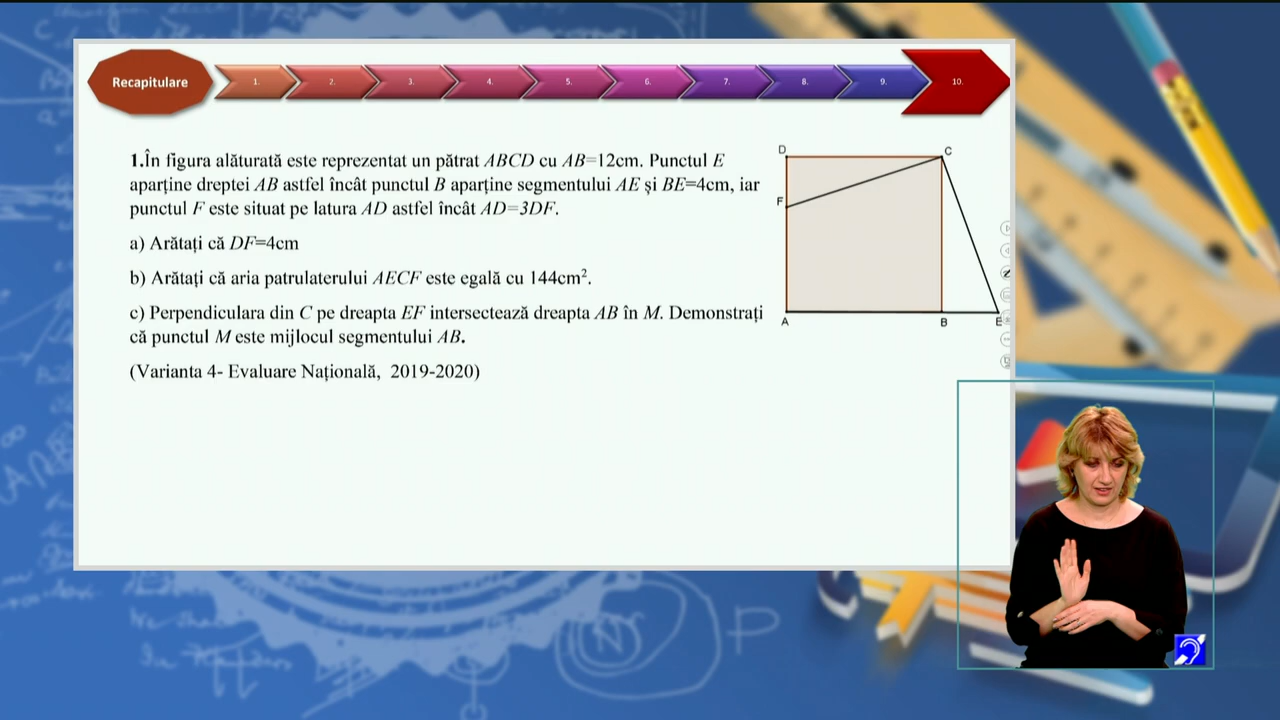 Recapitulare
1.
2.
3.
4.
5.
6.
7.
8.
9.
10.
1.În figura alăturată este reprezentat un pătrat ABCD cu AB=12cm. Punctul E
aparține dreptei AB astfel încât punctul B aparține segmentului AE și BE=4cm, iar
punctul F este situat pe latura AD astfel încât AD=3DF.
a) Arătați că DF=4cm
b) Arătați că aria patrulaterului AECF este egală cu 144cm².
c) Perpendiculara din C pe dreapta EF intersectează dreapta AB în M. Demonstrați
că punctul M este mijlocul segmentului AB.
(Varianta 4- Evaluare Națională, 2019-2020)
D
C
F
A
B
E
P
N